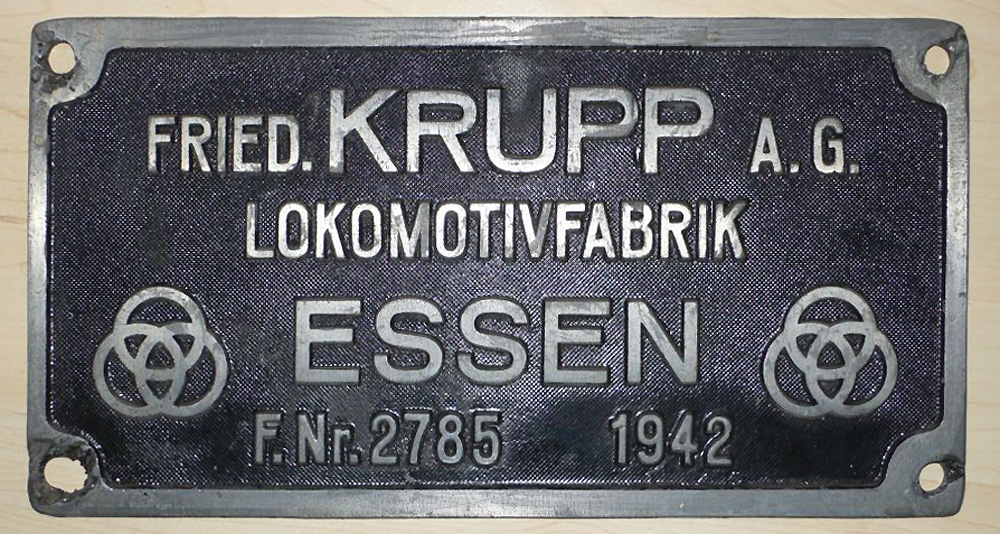 FRIED. KRUPP A.G.
LOKOMOTIVFABRIK
ESSEN
F. Nr. 2785 1942